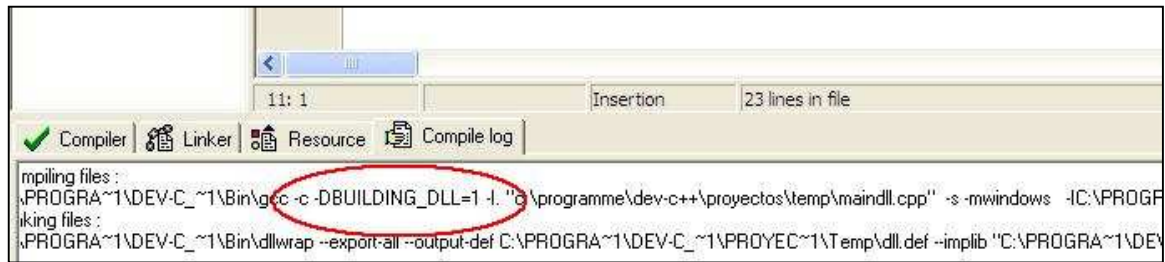 11: 1 Insertion 23 lines in file
Compiler Linker Resource Compile log
mpiling files :
\PROGRA~1\DEV-C_~1\Bin\gcc -c -DBUILDING_DLL=1 -I. "d:\programme\dev-c++\proyectos\temp\maindll.cpp" -s -mwindows -IC:\PROGR
king files :
\PROGRA~1\DEV-C_~1\Bin\dllwrap --export-all --output-def C:\PROGRA~1\DEV-C_~1\PROYEC~1\Temp\dll.def --implib "C:\PROGRA~1\DEV